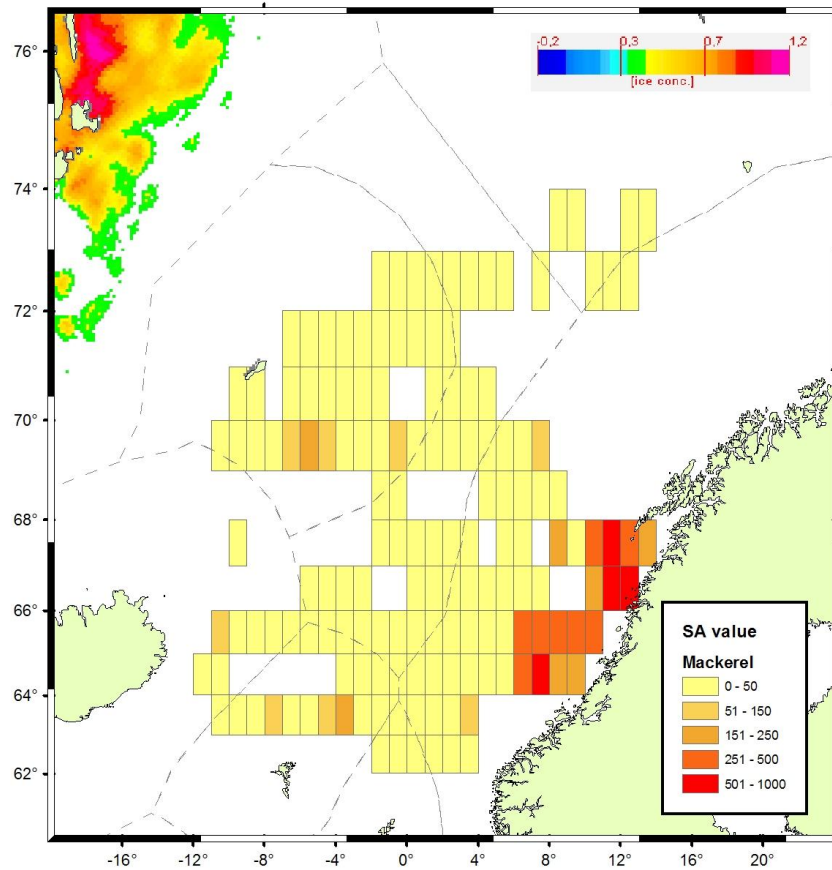 -0,2 0,3 0,7 1,2
[ice conc.]
76°
74°
72°
70°
68°
66°
64°
62°
SA value
Mackerel
0 - 50
51 - 150
151 - 250
251 - 500
501 - 1000
-16° -12° -8° -4° 0° 4° 8° 12° 16° 20°